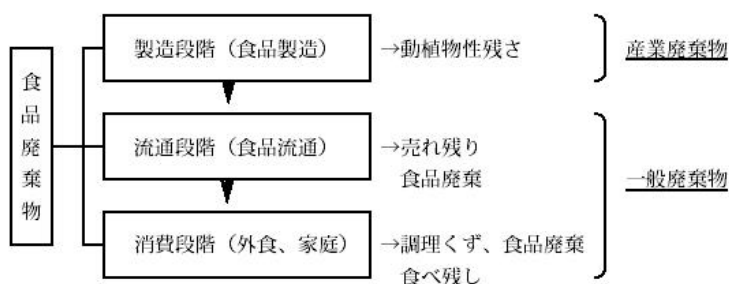 食品廃棄物
製造段階（食品製造） →動植物性残さ
産業廃棄物
流通段階（食品流通） →売れ残り
食品廃棄
一般廃棄物
消費段階（外食、家庭） →調理くず、食品廃棄
食べ残し